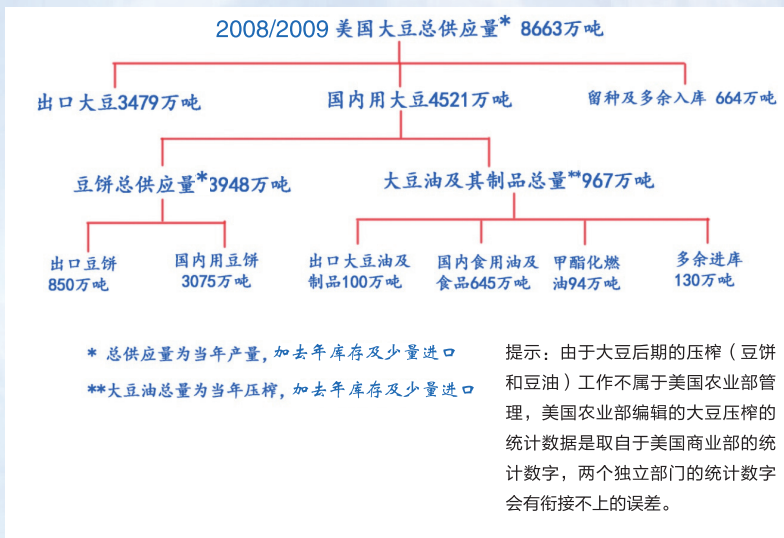 2008/2009 美国大豆总供应量* 8663万吨
出口大豆3479万吨
国内用大豆4521万吨
留种及多余入库 664万吨
豆饼总供应量*3948万吨
大豆油及其制品总量**967万吨
出口豆饼
850万吨
国内用豆饼
3075万吨
出口大豆油及
制品100万吨
国内食用油及
食品645万吨
甲酯化燃
油94万吨
多余进库
130万吨
* 总供应量为当年产量，加去年库存及少量进口
**大豆油总量为当年压榨，加去年库存及少量进口
提示：由于大豆后期的压榨（豆饼
和豆油）工作不属于美国农业部管
理，美国农业部编辑的大豆压榨的
统计数据是取自于美国商业部的统
计数字，两个独立部门的统计数字
会有衔接不上的误差。